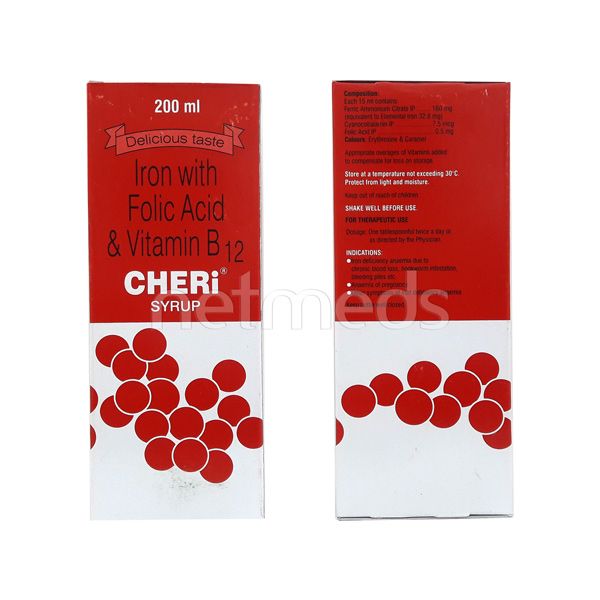 200 ml
Delicious taste
Iron with
Folic Acid
& Vitamin B12
CHERi®
SYRUP
netmeds
Composition:
Each 15 ml contains:
Ferric Ammonium Citrate IP ...... 160 mg
(equivalent to Elemental Iron 32.8 mg)
Cyanocobalamin IP ...... 7.5 mcg
Folic Acid IP ...... 0.5 mg
Colours: Erythrosine & Caramel
Appropriate overages of Vitamins added
to compensate for loss on storage.
Store at a temperature not exceeding 30°C.
Protect from light and moisture.
Keep out of reach of children
SHAKE WELL BEFORE USE.
FOR THERAPEUTIC USE
Dosage: One tablespoonful twice a day or
as directed by the Physician.
INDICATIONS:
Iron deficiency anaemia due to
chronic blood loss, hookworm infestation,
bleeding piles etc.
Anaemia of pregnancy
closed